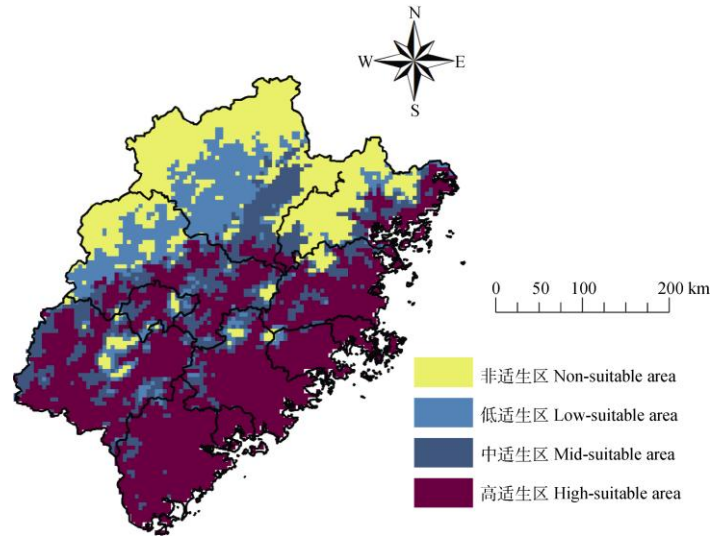 N
W E
S
0 50 100 200 km
非适生区 Non-suitable area
低适生区 Low-suitable area
中适生区 Mid-suitable area
高适生区 High-suitable area